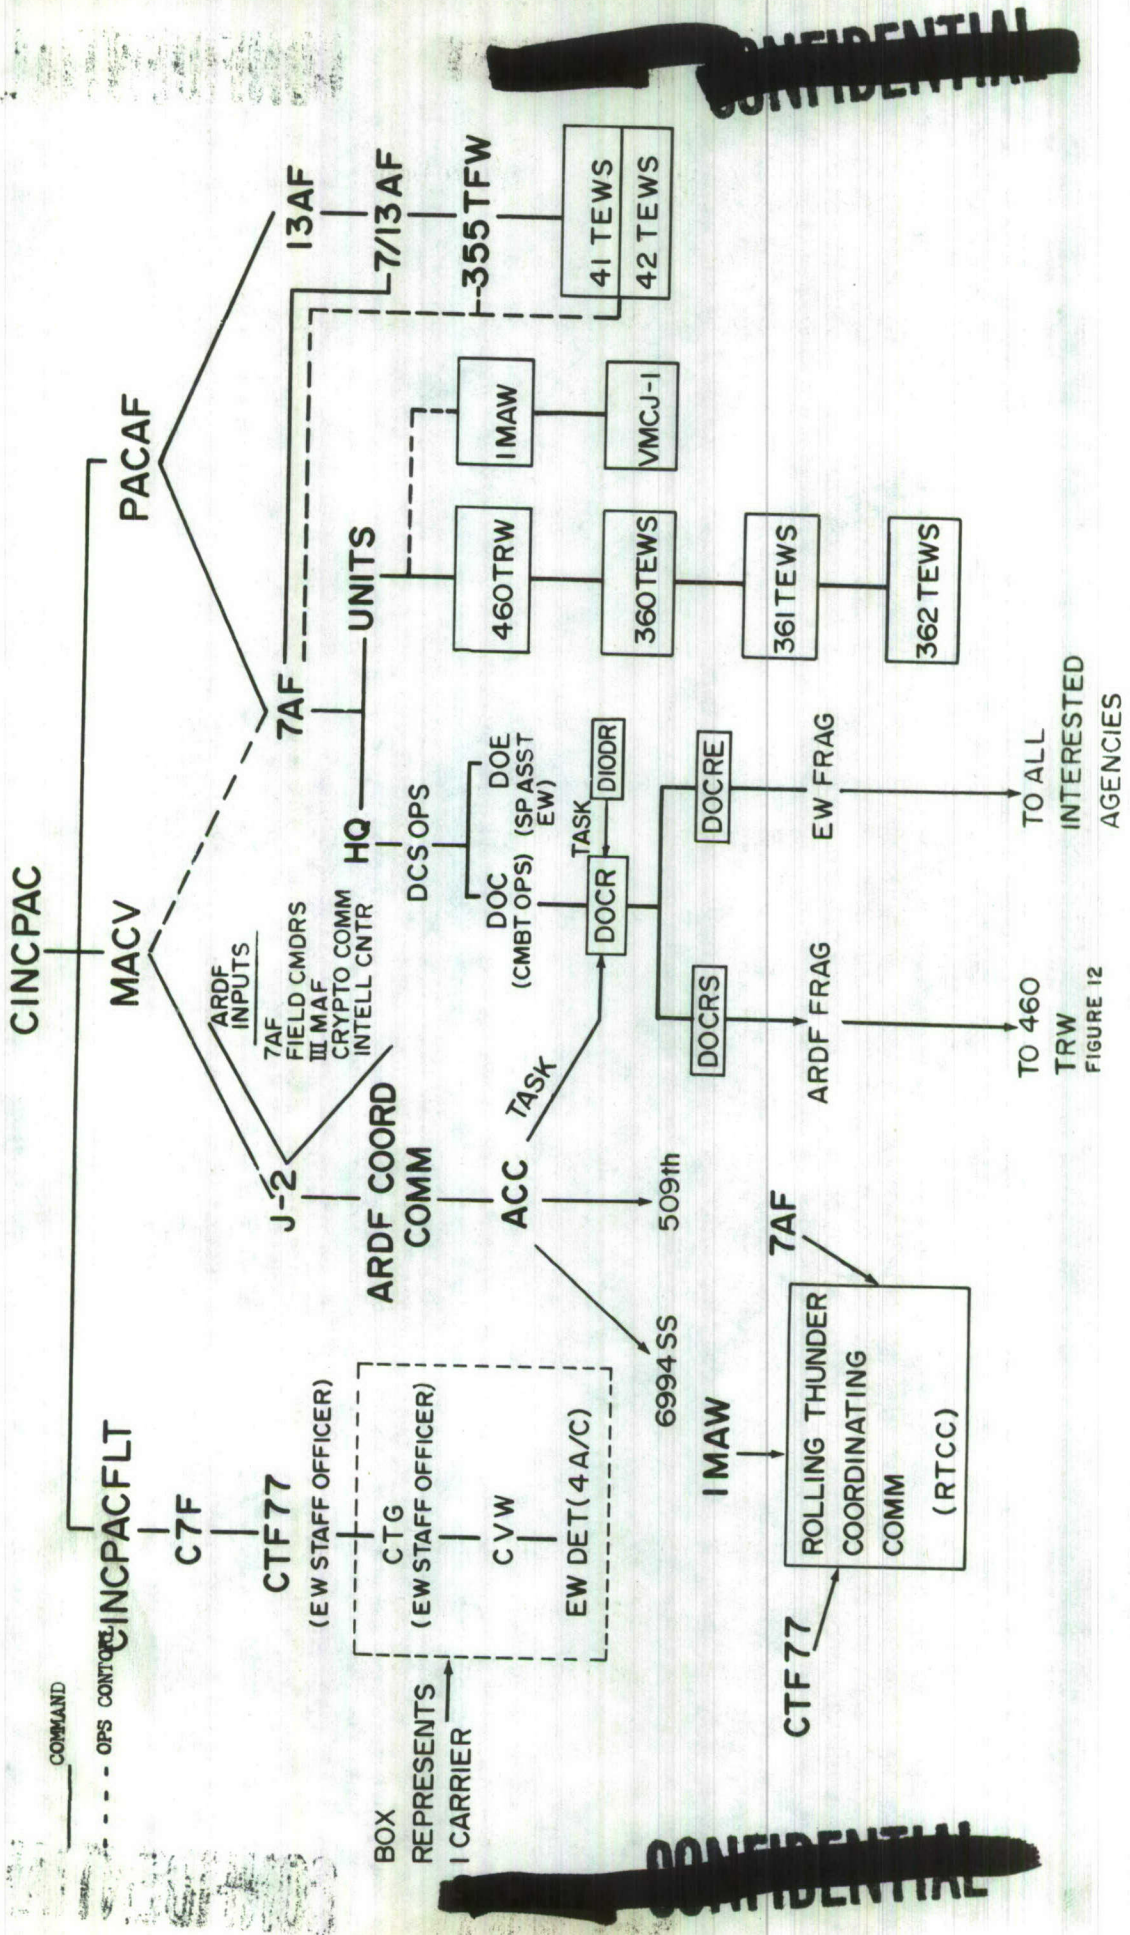 CONFIDENTIAL
COMMAND
OPS CONTORL
CINCPAC
CINCPACFLT
MACV
PACAF
C7F
CTF77
(EW STAFF OFFICER)
CTG
(EW STAFF OFFICER)
CVW
EW DET(4 A/C)
BOX
REPRESENTS
1 CARRIER
J-2
ARDF
INPUTS
7AF
FIELD CMDRS
III MAF
CRYPTO COMM
INTELL CNTR
ARDF COORD
COMM
ACC
TASK
6994 SS
509th
7AF
13AF
7/13AF
355TFW
41 TEWS
42 TEWS
HQ
UNITS
DCS OPS
DOC
(CMBT OPS)
DOE
(SP ASST
EW)
TASK
DOCR
DIODR
DOCRS
DOCRE
ARDF FRAG
EW FRAG
TO 460
TRW
TO ALL
INTERESTED
AGENCIES
460TRW
1MAW
360TEWS
VMCJ-1
361TEWS
362 TEWS
CTF77
1 MAW
7AF
ROLLING THUNDER
COORDINATING
COMM
(RTCC)
FIGURE 12
CONFIDENTIAL